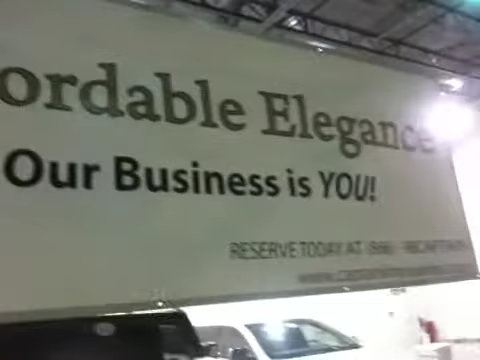 ordable Elegance
Our Business is YOU!
RESERVE TODAY AT